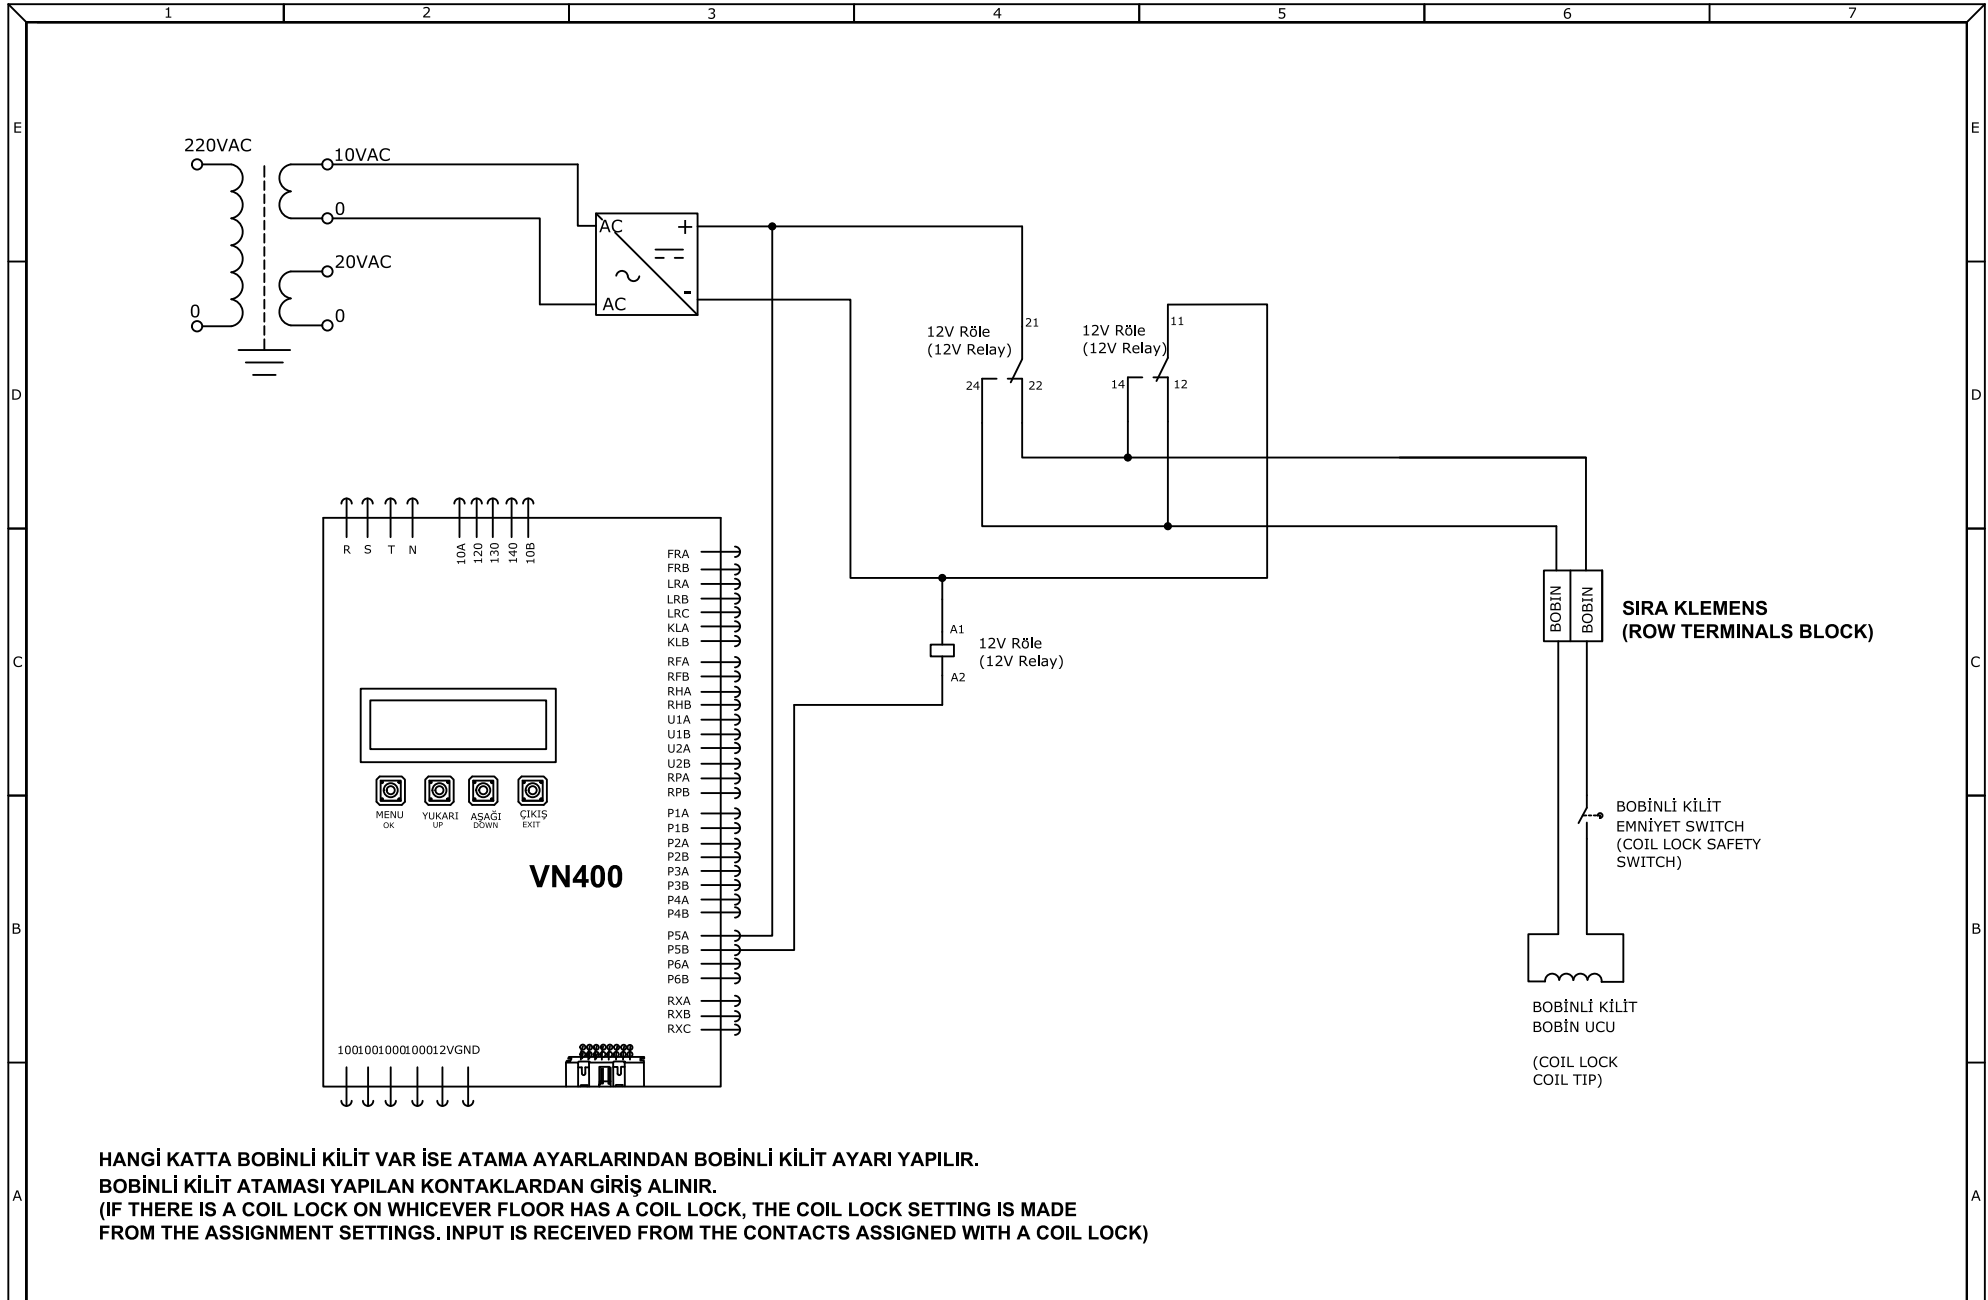 1 2 3 4 5 6 7
E E
D D
C C
B B
A A
220VAC
0
10VAC
0
20VAC
0
AC +
AC -
12V Röle
(12V Relay)
21
24 22
12V Röle
(12V Relay)
11
14 12
A1
12V Röle
(12V Relay)
A2
BOBIN BOBIN
SIRA KLEMENS
(ROW TERMINALS BLOCK)
BOBİNLİ KİLİT
EMNİYET SWITCH
(COIL LOCK SAFETY
SWITCH)
BOBİNLİ KİLİT
BOBİN UCU
(COIL LOCK
COIL TIP)
R S T N 10A 120 130 140 10B
FRA
FRB
LRA
LRB
LRC
KLA
KLB
RFA
RFB
RHA
RHB
U1A
U1B
U2A
U2B
RPA
RPB
P1A
P1B
P2A
P2B
P3A
P3B
P4A
P4B
P5A
P5B
P6A
P6B
RXA
RXB
RXC
MENU YUKARI AŞAĞI ÇIKIŞ
OK UP DOWN EXIT
VN400
100 100 1000 1000 12V GND
HANGİ KATTA BOBİNLİ KİLİT VAR İSE ATAMA AYARLARINDAN BOBİNLİ KİLİT AYARI YAPILIR.
BOBİNLİ KİLİT ATAMASI YAPILAN KONTAKLARDAN GİRİŞ ALINIR.
(IF THERE IS A COIL LOCK ON WHICEVER FLOOR HAS A COIL LOCK, THE COIL LOCK SETTING IS MADE
FROM THE ASSIGNMENT SETTINGS. INPUT IS RECEIVED FROM THE CONTACTS ASSIGNED WITH A COIL LOCK)